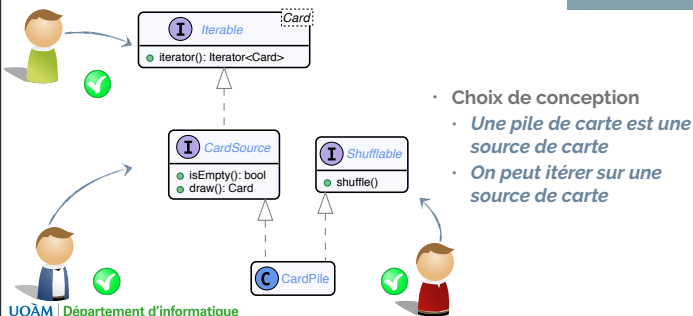 Card
I Iterable
iterator(): Iterator<Card>
I CardSource
isEmpty(): bool
draw(): Card
I Shufflable
shuffle()
C CardPile
• Choix de conception
• Une pile de carte est une
source de carte
• On peut itérer sur une
source de carte
UQÀM | Département d'informatique